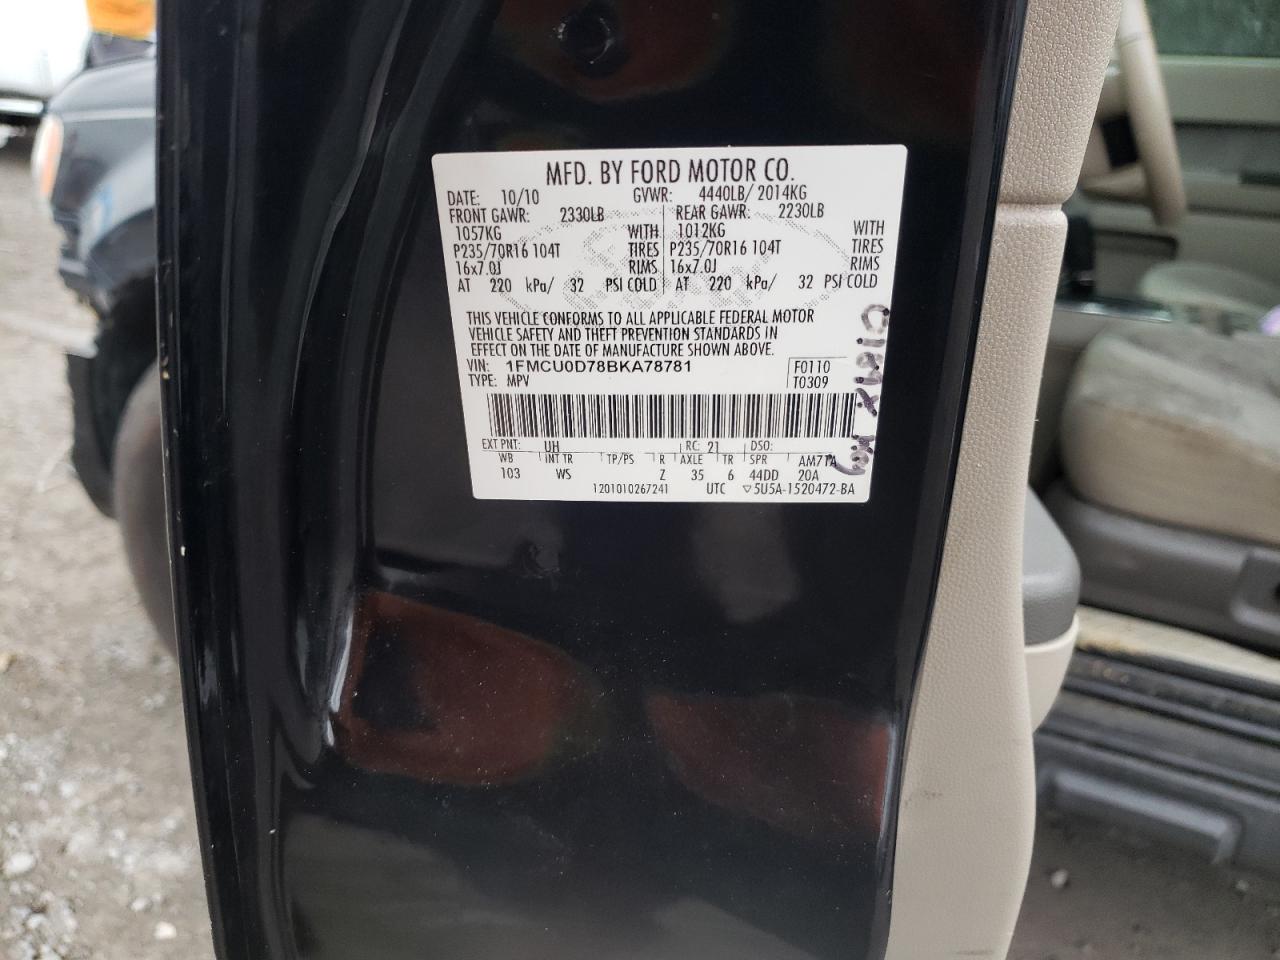 MFD. BY FORD MOTOR CO.
DATE: 10/10 GVWR: 4440LB/ 2014KG
FRONT GAWR: 2330LB REAR GAWR: 2230LB
1057KG WITH 1012KG WITH
P235/70R16 104T TIRES P235/70R16 104T TIRES
16x7.0J RIMS 16x7.0J RIMS
AT 220 kPa/ 32 PSI COLD AT 220 kPa/ 32 PSI COLD
THIS VEHICLE CONFORMS TO ALL APPLICABLE FEDERAL MOTOR
VEHICLE SAFETY AND THEFT PREVENTION STANDARDS IN
EFFECT ON THE DATE OF MANUFACTURE SHOWN ABOVE.
VIN: 1FMCU0D78BKA78781 F0110
TYPE: MPV T0309
EXT PNT: UH RC: 21 DSO:
WB INT TR TP/PS R AXLE TR SPR AM7TA
103 WS Z 35 6 44DD 20A
1201010267241 UTC ▽5U5A-1520472-BA